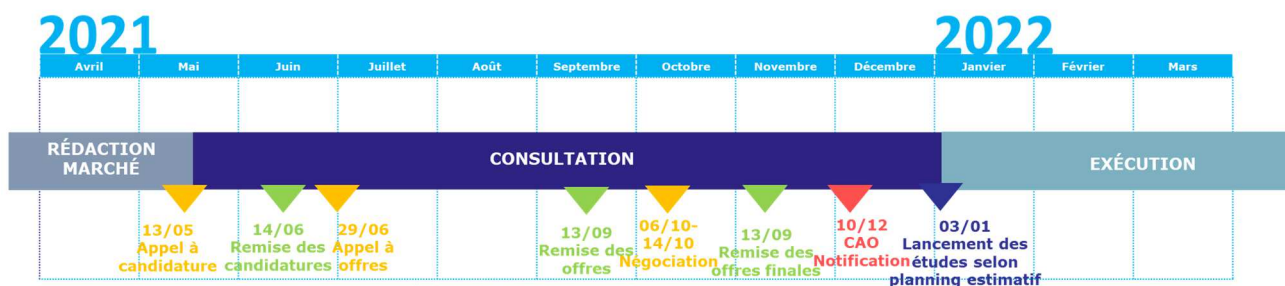 2021 2022
Avril Mai Juin Juillet Août Septembre Octobre Novembre Décembre Janvier Février Mars
RÉDACTION
MARCHÉ
CONSULTATION
EXÉCUTION
13/05
Appel à
candidature
14/06
Remise des
candidatures
29/06
Appel à
offres
13/09
Remise des
offres
06/10-
14/10
Négociation
13/09
Remise des
offres finales
10/12
CAO
Notification
03/01
Lancement des
études selon
planning estimatif